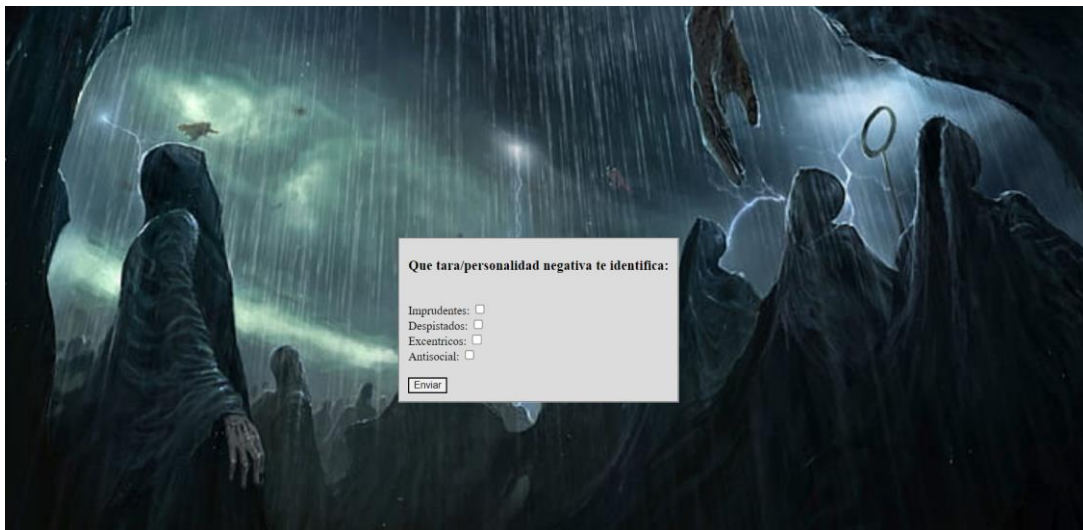 Que tara/personalidad negativa te identifica:
Imprudentes:
Despistados:
Excentricos:
Antisocial:
Enviar